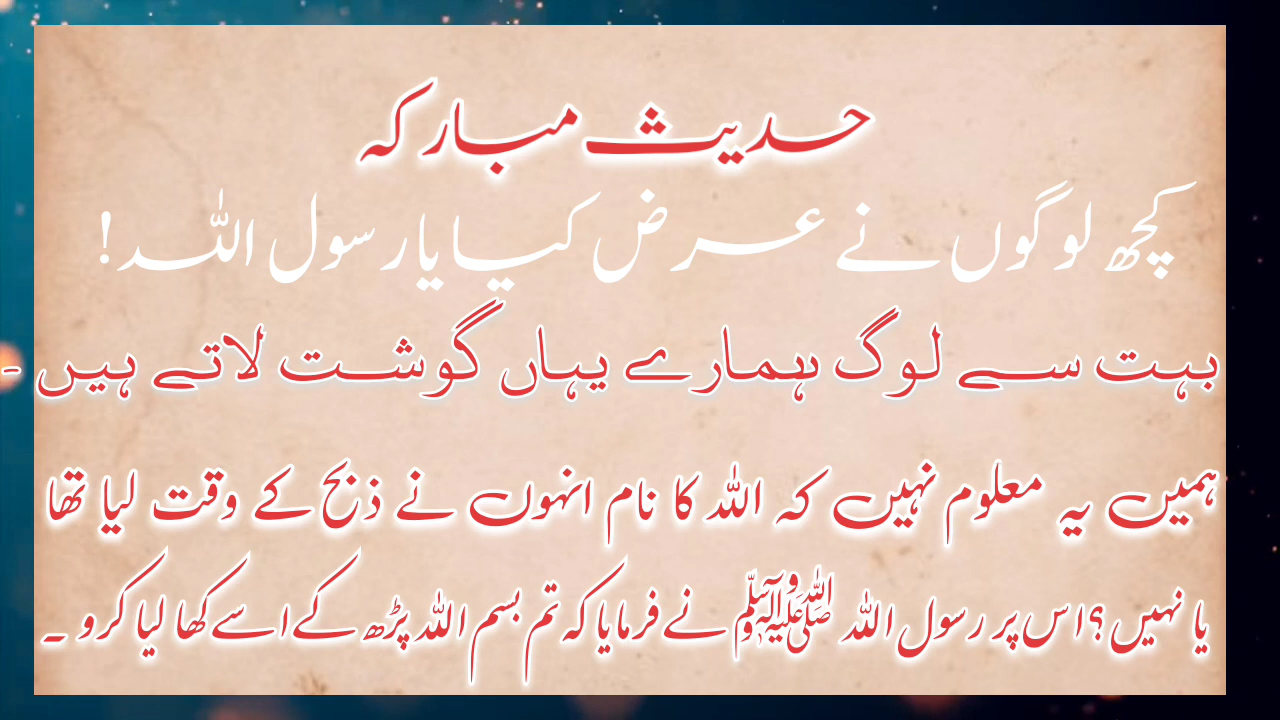 حدیث مبارکہ
کچھ لوگوں نے عرض کیا یا رسول اللہ!
بہت سے لوگ ہمارے یہاں گوشت لاتے ہیں -
ہمیں یہ معلوم نہیں کہ اللہ کا نام انہوں نے ذبح کے وقت لیا تھا
یا نہیں؟ اس پر رسول اللہ ﷺ نے فرمایا کہ تم بسم اللہ پڑھ کے اسے کھا لیا کرو ۔